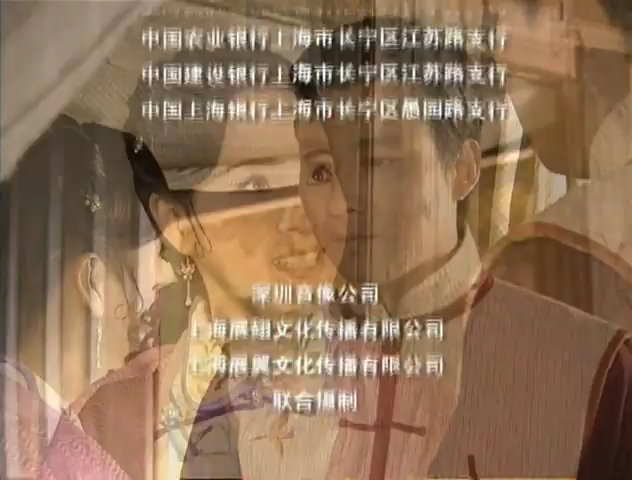 中国农业银行上海市长宁区江苏路支行
中国建设银行上海市长宁区江苏路支行
中国上海银行上海市长宁区愚园路支行
深圳音像公司
上海展翅文化传播有限公司
上海展翼文化传播有限公司
联合摄制